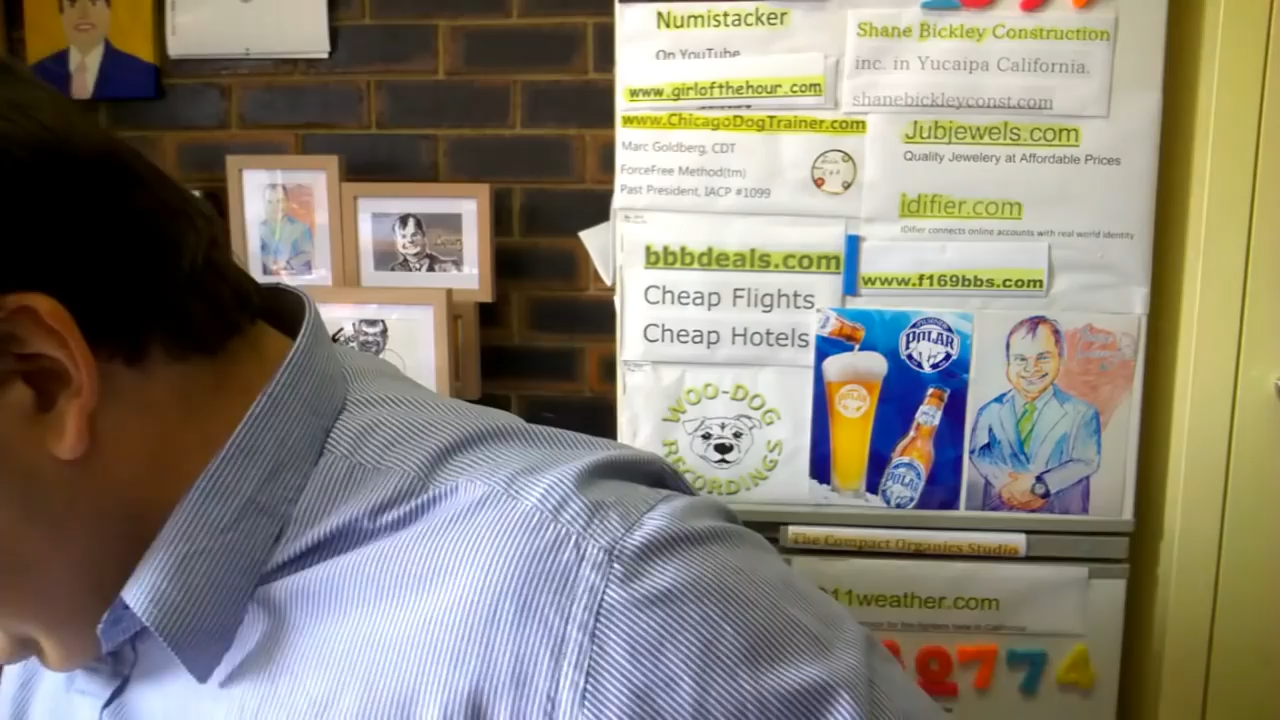 Numistacker
On YouTube
www.girlofthehour.com
www.ChicagoDogTrainer.com
Marc Goldberg, CDT
ForceFree Method(tm)
Past President, IACP #1099
Shane Bickley Construction
inc. in Yucaipa California.
shanebickleyconst.com
Jubjewels.com
Quality Jewelery at Affordable Prices
idifier.com
IDifier connects online accounts with real world identity
bbbdeals.com
Cheap Flights
Cheap Hotels
www.f169bbs.com
WOO-DOG
RECORDINGS
POLAR
POLAR
POLAR
The Compact Organics Studio
11weather.com
2774